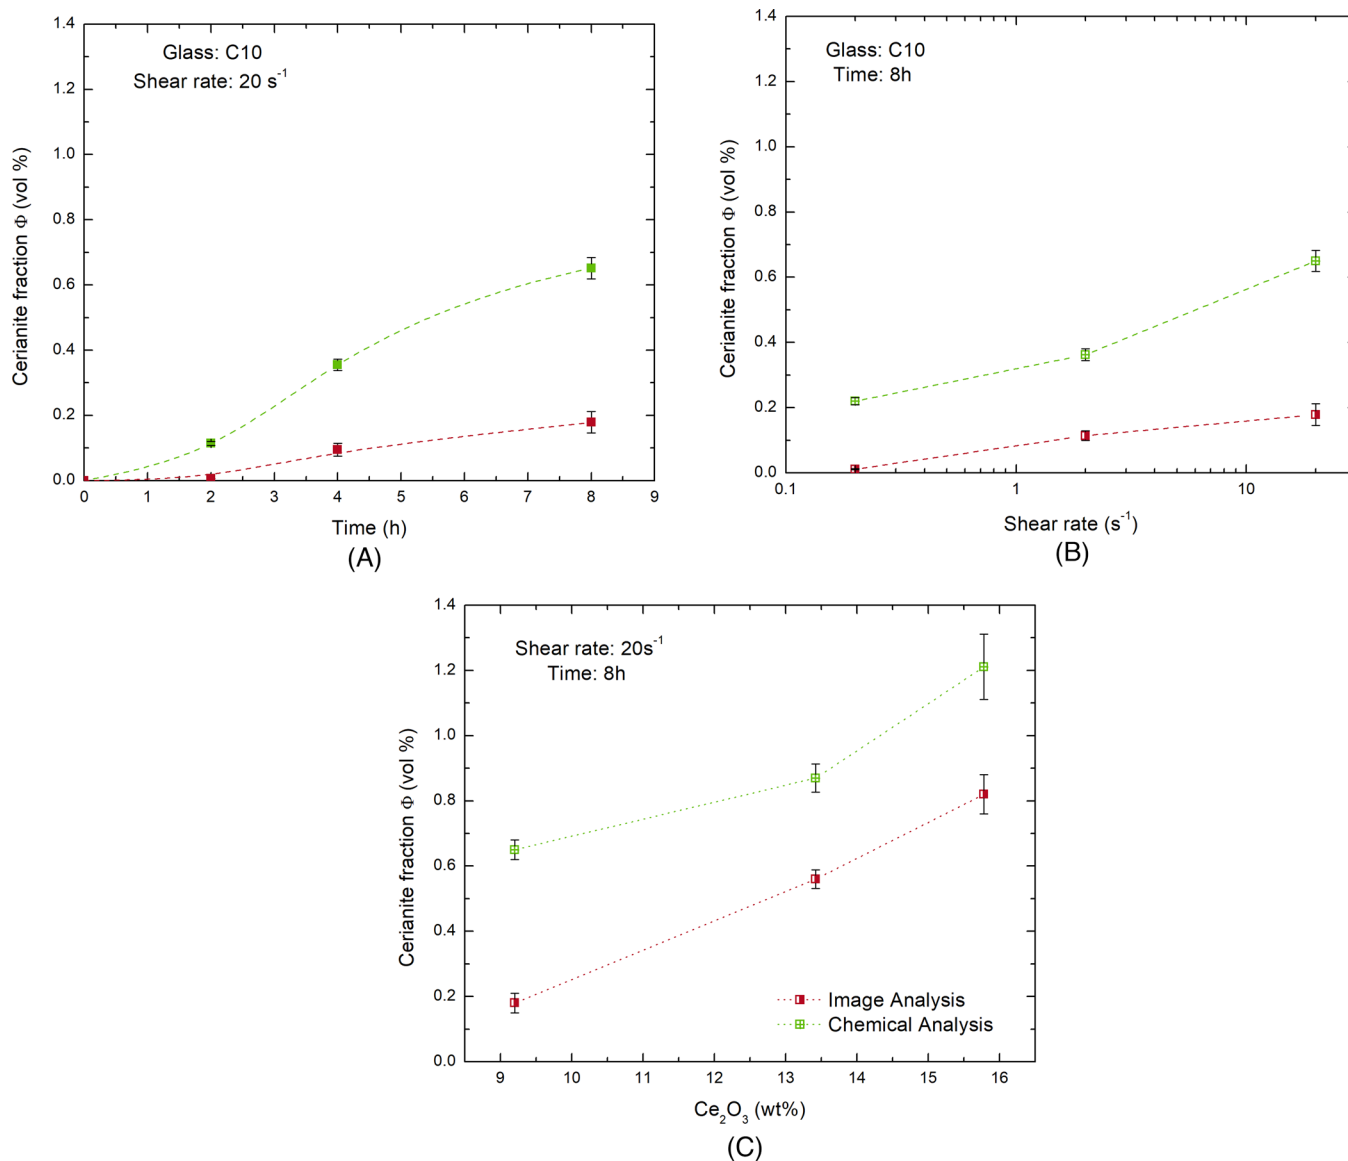 Glass: C10
Shear rate: 20 s⁻¹
Cerianite fraction Φ (vol %)
1.4
1.2
1.0
0.8
0.6
0.4
0.2
0.0
0 1 2 3 4 5 6 7 8 9
Time (h)
(A)
Glass: C10
Time: 8h
Cerianite fraction Φ (vol %)
1.4
1.2
1.0
0.8
0.6
0.4
0.2
0.0
0.1 1 10
Shear rate (s⁻¹)
(B)
Shear rate: 20s⁻¹
Time: 8h
Cerianite fraction Φ (vol %)
1.4
1.2
1.0
0.8
0.6
0.4
0.2
0.0
Image Analysis
Chemical Analysis
9 10 11 12 13 14 15 16
Ce₂O₃ (wt%)
(C)